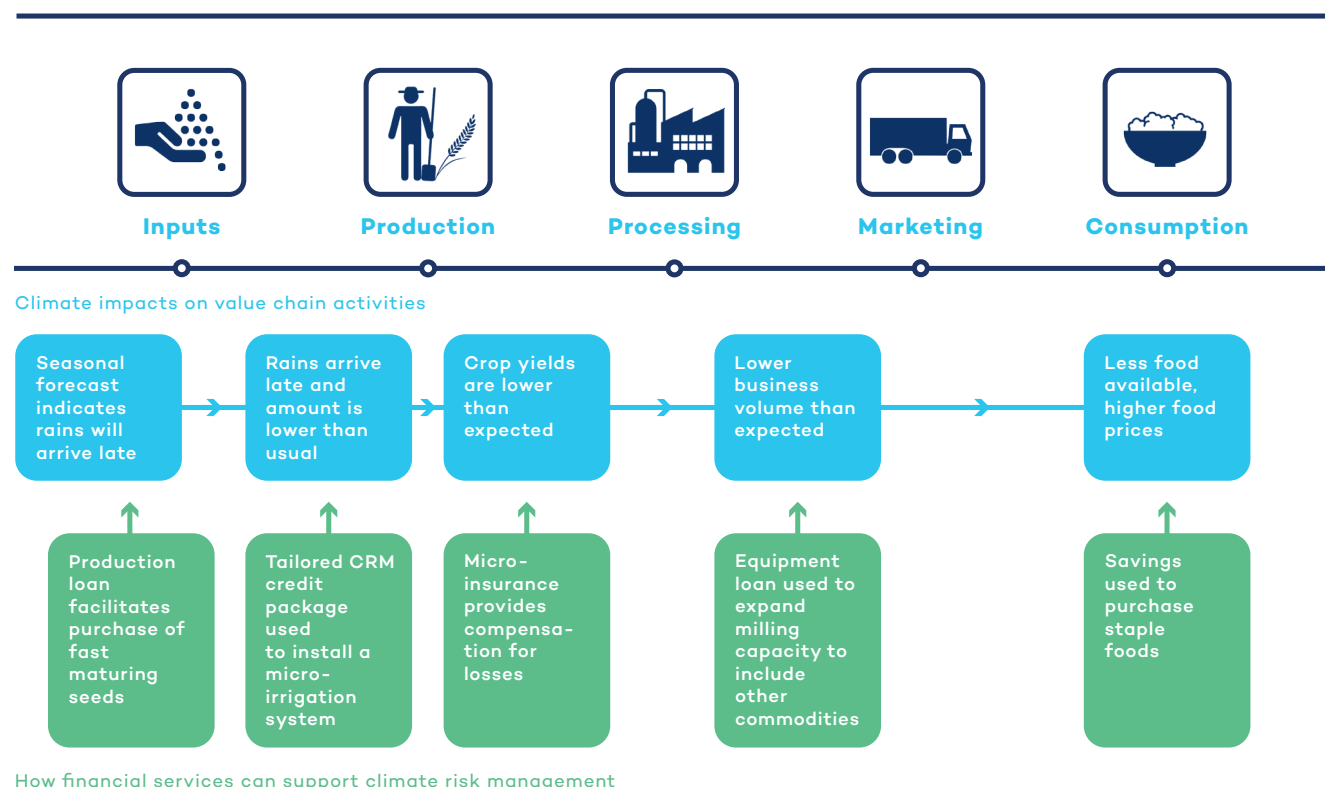 Inputs
Production
Processing
Marketing
Consumption
Climate impacts on value chain activities
Seasonal
forecast
indicates
rains will
arrive late
Rains arrive
late and
amount is
lower than
usual
Crop yields
are lower
than
expected
Lower
business
volume than
expected
Less food
available,
higher food
prices
Production
loan
facilitates
purchase of
fast
maturing
seeds
Tailored CRM
credit
package
used
to install a
micro-
irrigation
system
Micro-
insurance
provides
compensa-
tion for
losses
Equipment
loan used to
expand
milling
capacity to
include
other
commodities
Savings
used to
purchase
staple
foods
How financial services can support climate risk management